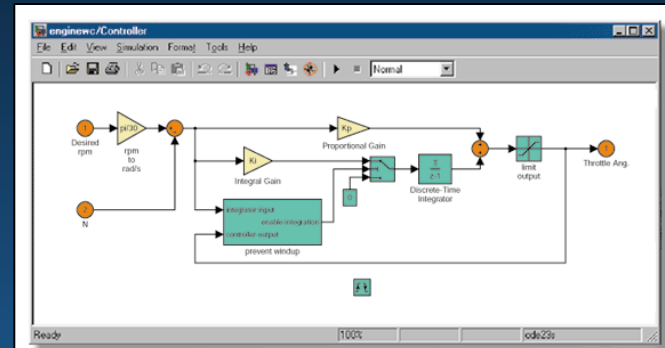 enginewc/Controller
File Edit View Simulation Format Tools Help
Normal
1
Desired
rpm
pi/30
rpm
to
rad/s
Kp
Proportional Gain
Ki
Integral Gain
2
N
0
integrator input
enable integration
controller output
prevent windup
z-1
Discrete-Time
Integrator
limit
output
1
Throttle Ang.
Ready
100%
ode23s